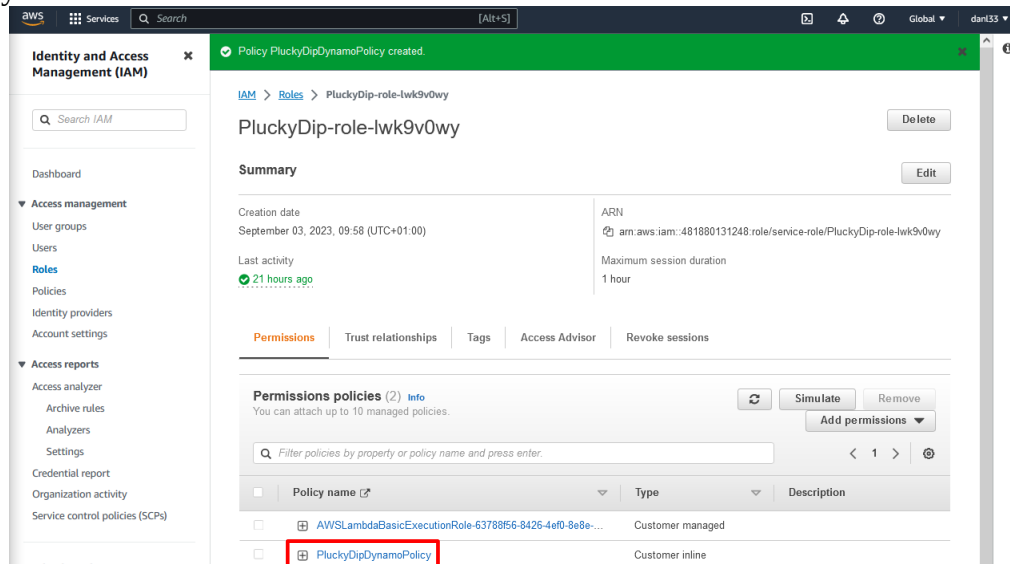 aws Services Search [Alt+S] Global danl33
Identity and Access Management (IAM)
Search IAM
Dashboard
Access management
User groups
Users
Roles
Policies
Identity providers
Account settings
Access reports
Access analyzer
Archive rules
Analyzers
Settings
Credential report
Organization activity
Service control policies (SCPs)
Policy PluckyDipDynamoPolicy created.
IAM > Roles > PluckyDip-role-lwk9v0wy
PluckyDip-role-lwk9v0wy
Delete
Summary
Edit
Creation date
September 03, 2023, 09:58 (UTC+01:00)
ARN
arn:aws:iam::481880131248:role/service-role/PluckyDip-role-lwk9v0wy
Last activity
21 hours ago
Maximum session duration
1 hour
Permissions Trust relationships Tags Access Advisor Revoke sessions
Permissions policies (2) Info
You can attach up to 10 managed policies.
Simulate Remove
Add permissions
Filter policies by property or policy name and press enter.
< 1 >
Policy name Type Description
AWSLambdaBasicExecutionRole-63788f56-8426-4ef0-8e8e-... Customer managed
PluckyDipDynamoPolicy Customer inline